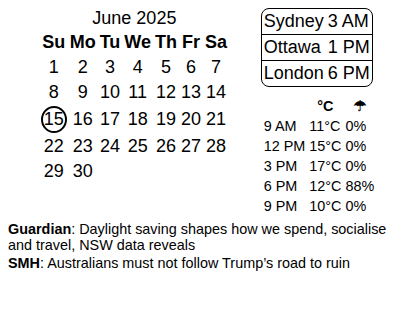 June 2025
Su Mo Tu We Th Fr Sa
1 2 3 4 5 6 7
8 9 10 11 12 13 14
15 16 17 18 19 20 21
22 23 24 25 26 27 28
29 30
Sydney 3 AM
Ottawa 1 PM
London 6 PM
°C ☂
9 AM 11°C 0%
12 PM 15°C 0%
3 PM 17°C 0%
6 PM 12°C 88%
9 PM 10°C 0%
Guardian: Daylight saving shapes how we spend, socialise
and travel, NSW data reveals
SMH: Australians must not follow Trump's road to ruin